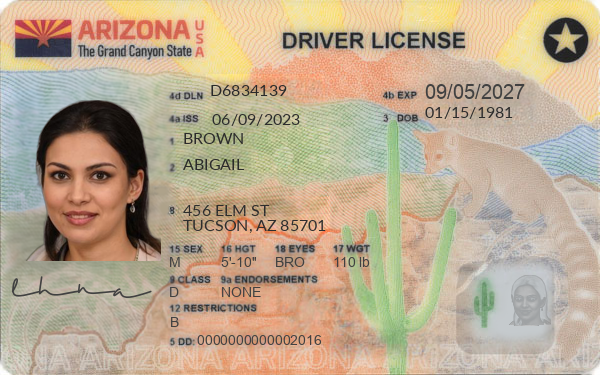 ARIZONA USA
The Grand Canyon State
DRIVER LICENSE
4d DLN D6834139
4b EXP 09/05/2027
4a ISS 06/09/2023
3 DOB 01/15/1981
1 BROWN
2 ABIGAIL
8 456 ELM ST
TUCSON, AZ 85701
15 SEX 16 HGT 18 EYES 17 WGT
M 5'-10" BRO 110 lb
9 CLASS 9a ENDORSEMENTS
D NONE
12 RESTRICTIONS
B
5 DD: 0000000000002016
ARIZONA ARIZONA ARIZONA ARIZONA